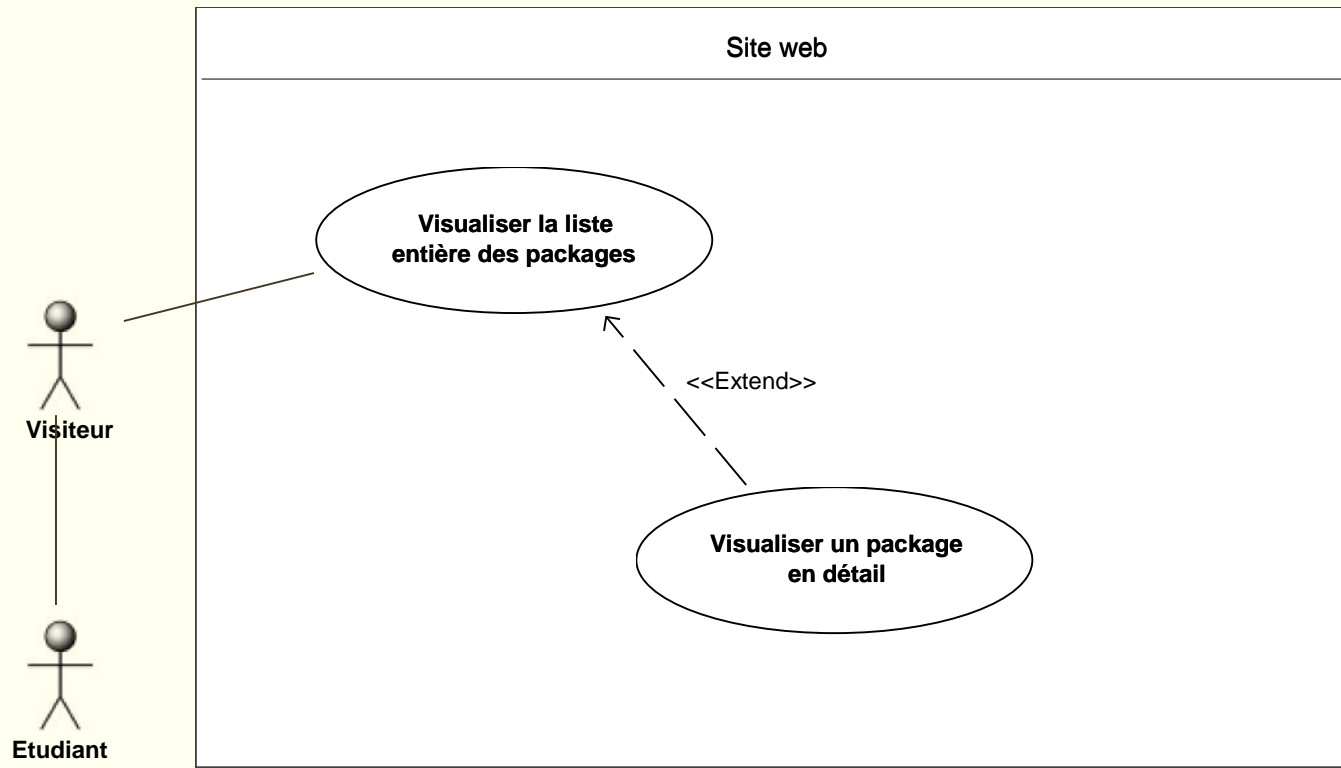 Site web
Visualiser la liste
entière des packages
<<Extend>>
Visiteur
Visualiser un package
en détail
Etudiant